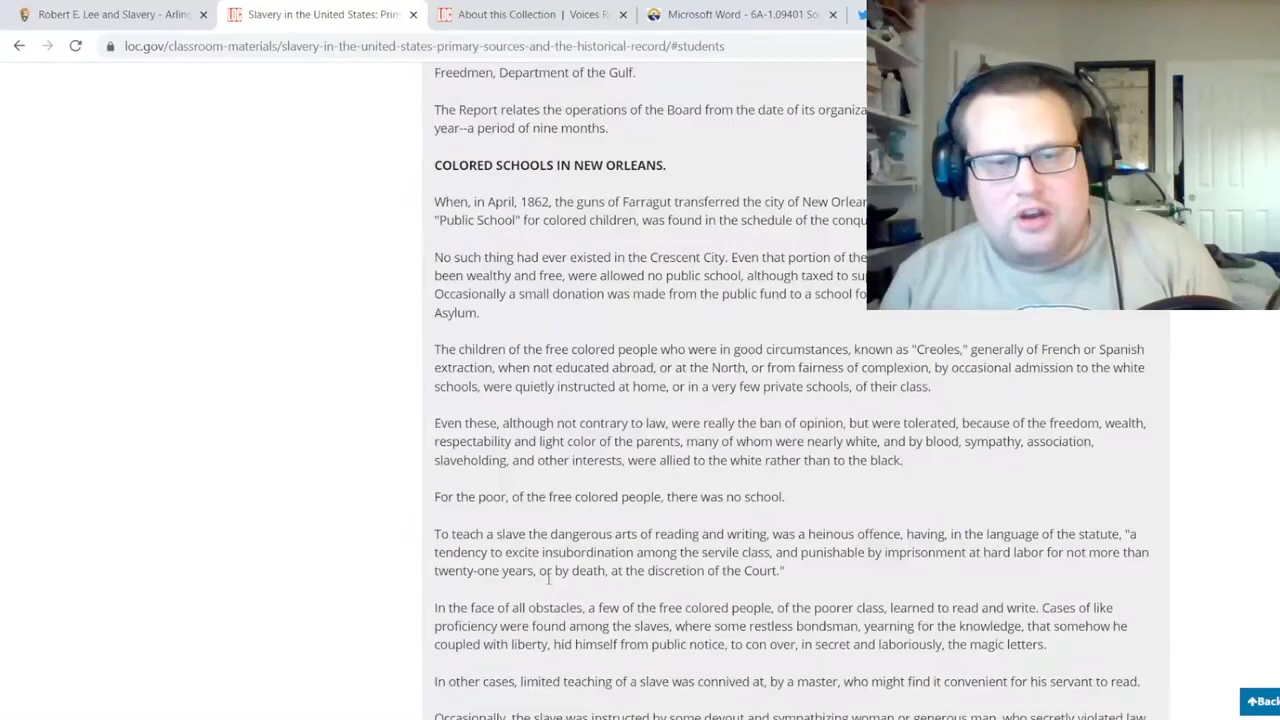 Robert E. Lee and Slavery - Arling
Slavery in the United States: Prim
About this Collection | Voices R
Microsoft Word - 6A-1.09401 So
loc.gov/classroom-materials/slavery-in-the-united-states-primary-sources-and-the-historical-record/#students
Freedmen, Department of the Gulf.
The Report relates the operations of the Board from the date of its organiza
year--a period of nine months.
COLORED SCHOOLS IN NEW ORLEANS.
When, in April, 1862, the guns of Farragut transferred the city of New Orlean
"Public School" for colored children, was found in the schedule of the conqu
No such thing had ever existed in the Crescent City. Even that portion of the
been wealthy and free, were allowed no public school, although taxed to su
Occasionally a small donation was made from the public fund to a school fo
Asylum.
The children of the free colored people who were in good circumstances, known as "Creoles," generally of French or Spanish
extraction, when not educated abroad, or at the North, or from fairness of complexion, by occasional admission to the white
schools, were quietly instructed at home, or in a very few private schools, of their class.
Even these, although not contrary to law, were really the ban of opinion, but were tolerated, because of the freedom, wealth,
respectability and light color of the parents, many of whom were nearly white, and by blood, sympathy, association,
slaveholding, and other interests, were allied to the white rather than to the black.
For the poor, of the free colored people, there was no school.
To teach a slave the dangerous arts of reading and writing, was a heinous offence, having, in the language of the statute, "a
tendency to excite insubordination among the servile class, and punishable by imprisonment at hard labor for not more than
twenty-one years, or by death, at the discretion of the Court."
In the face of all obstacles, a few of the free colored people, of the poorer class, learned to read and write. Cases of like
proficiency were found among the slaves, where some restless bondsman, yearning for the knowledge, that somehow he
coupled with liberty, hid himself from public notice, to con over, in secret and laboriously, the magic letters.
In other cases, limited teaching of a slave was connived at, by a master, who might find it convenient for his servant to read.
Back
Occasionally, the slave was instructed by some devout and sympathizing woman or generous man, who secretly violated law